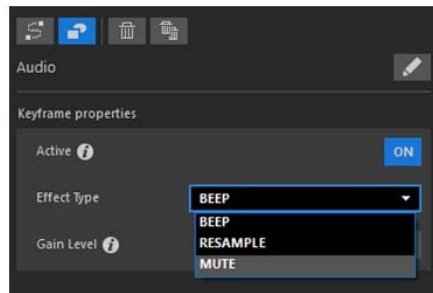 Audio
Keyframe properties
Active
ON
Effect Type
BEEP
BEEP
RESAMPLE
Gain Level
MUTE